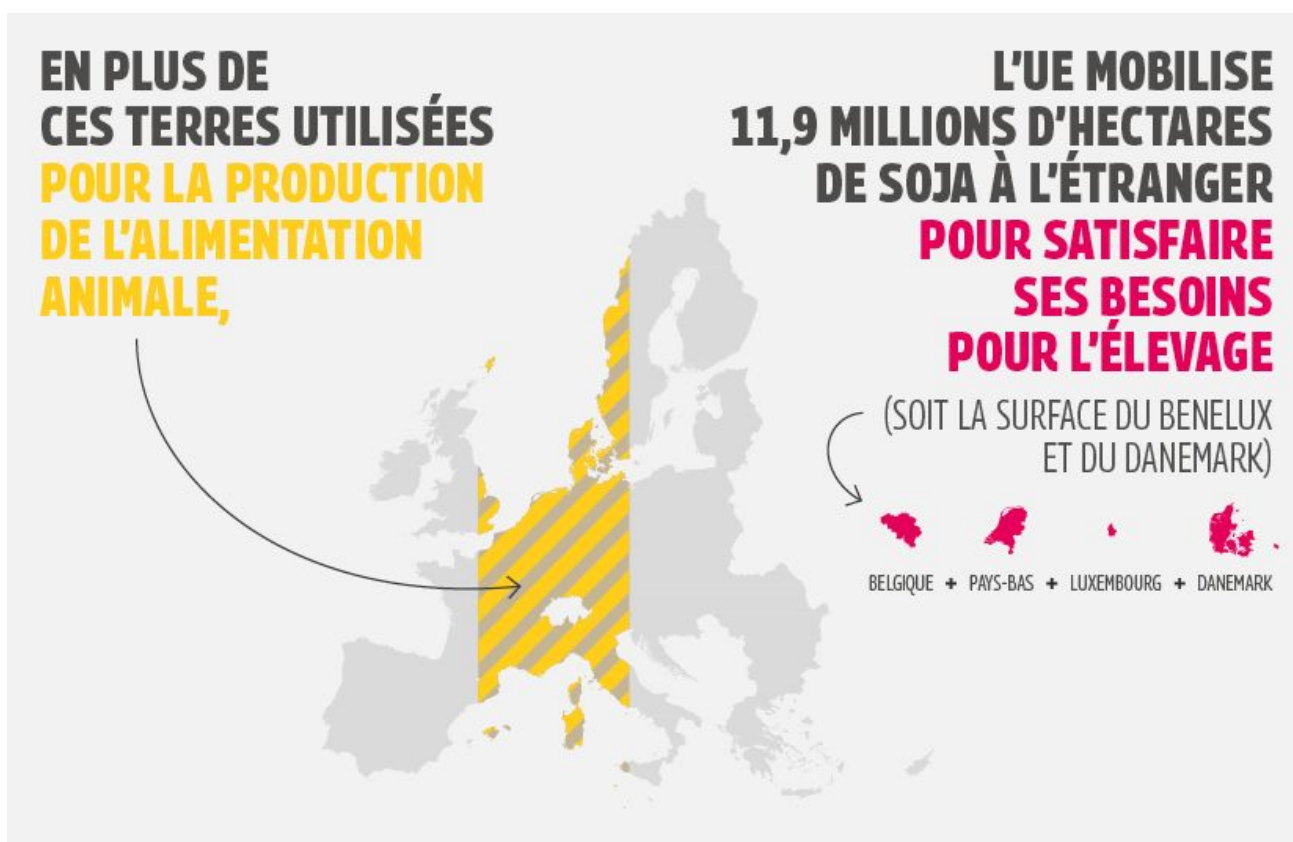 EN PLUS DE
CES TERRES UTILISÉES
POUR LA PRODUCTION
DE L'ALIMENTATION
ANIMALE,
L'UE MOBILISE
11,9 MILLIONS D'HECTARES
DE SOJA À L'ÉTRANGER
POUR SATISFAIRE
SES BESOINS
POUR L'ÉLEVAGE
(SOIT LA SURFACE DU BENELUX
ET DU DANEMARK)
BELGIQUE + PAYS-BAS + LUXEMBOURG + DANEMARK